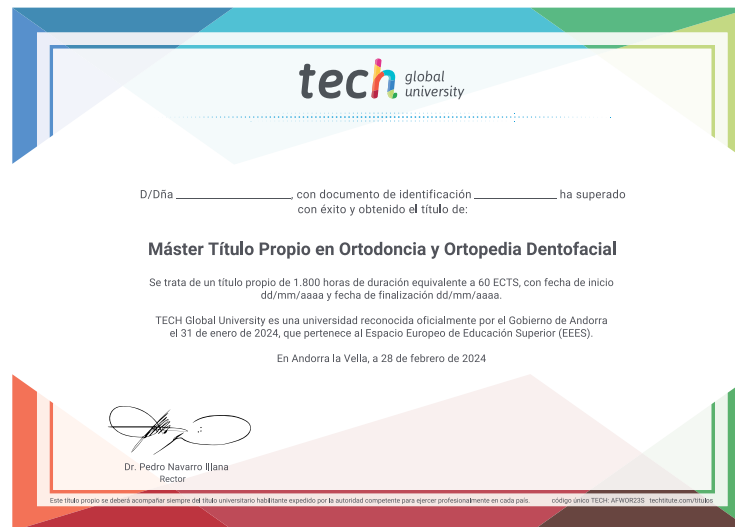 tech global university
D/Dña ____________________, con documento de identificación ______________ ha superado
con éxito y obtenido el título de:
Máster Título Propio en Ortodoncia y Ortopedia Dentofacial
Se trata de un título propio de 1.800 horas de duración equivalente a 60 ECTS, con fecha de inicio
dd/mm/aaaa y fecha de finalización dd/mm/aaaa.
TECH Global University es una universidad reconocida oficialmente por el Gobierno de Andorra
el 31 de enero de 2024, que pertenece al Espacio Europeo de Educación Superior (EEES).
En Andorra la Vella, a 28 de febrero de 2024
Dr. Pedro Navarro Illana
Rector
Este título propio se deberá acompañar siempre del título universitario habilitante expedido por la autoridad competente para ejercer profesionalmente en cada país. código único TECH: AFWOR23S techtitute.com/titulos